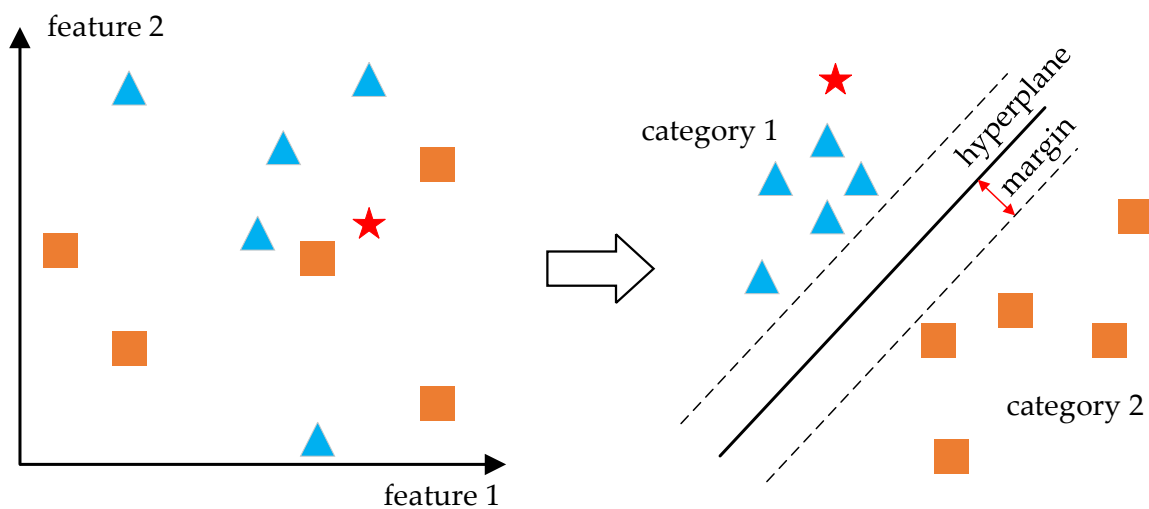 feature 2
feature 1
category 1
hyperplane
margin
category 2